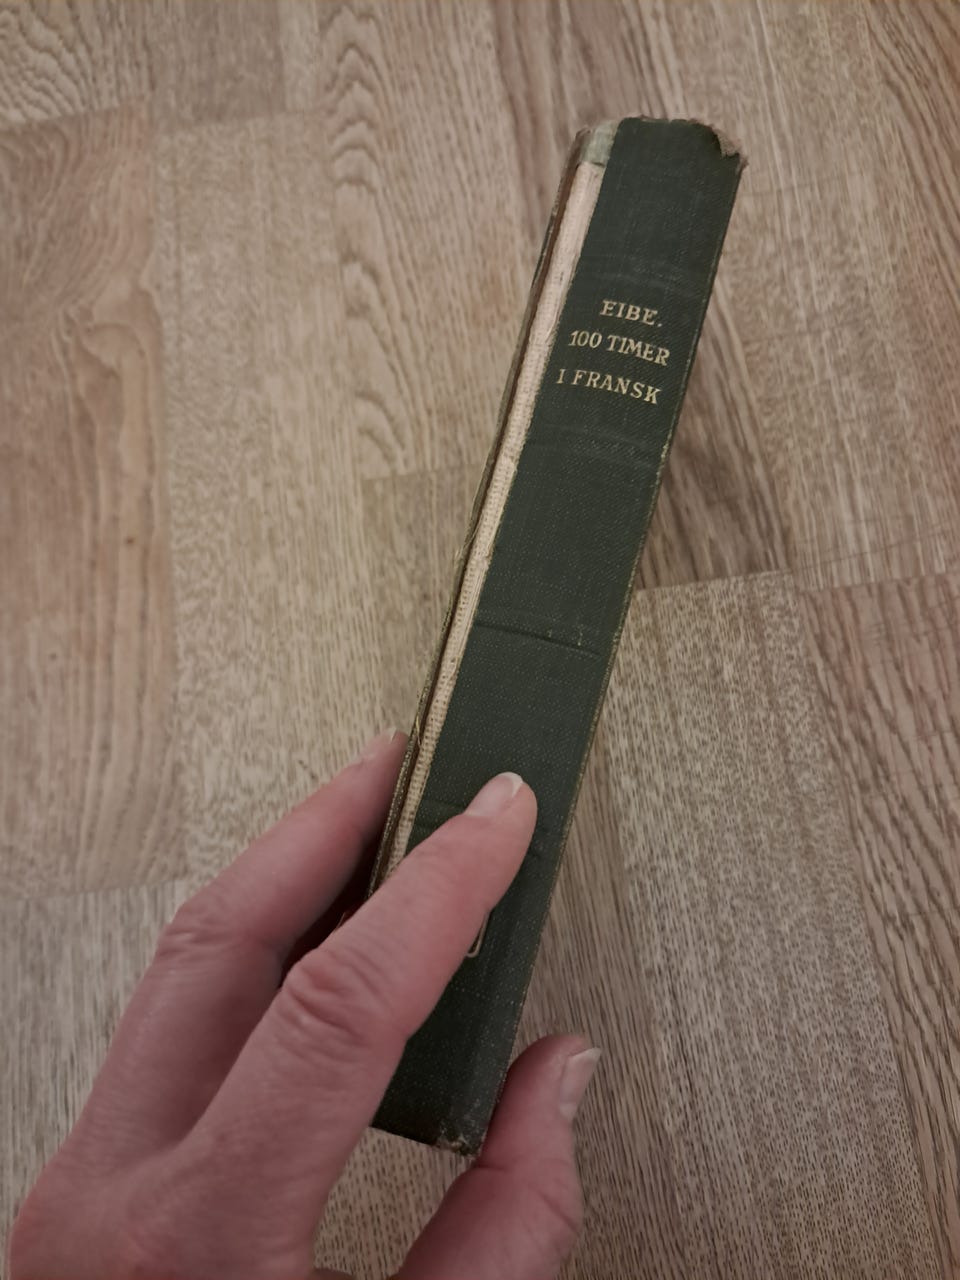 EIBE.
100 TIMER
I FRANSK